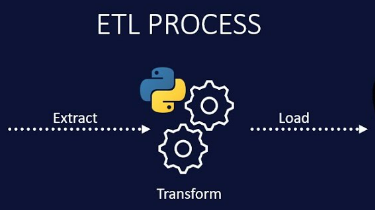 ETL PROCESS
Extract
Load
Transform